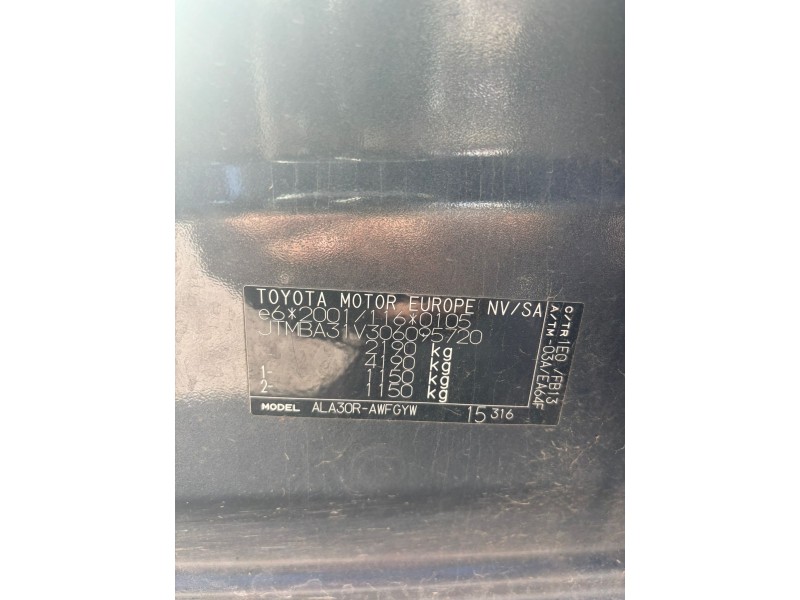 TOYOTA MOTOR EUROPE NV/SA
e6*2001/116*0105
JTMBA31V306095720
2190 kg
4190 kg
1- 1150 kg
2- 1150 kg
MODEL ALA30R-AWFGYW 15 316
C/TR 1E0 /FB13
A/TM -03A/EA64F